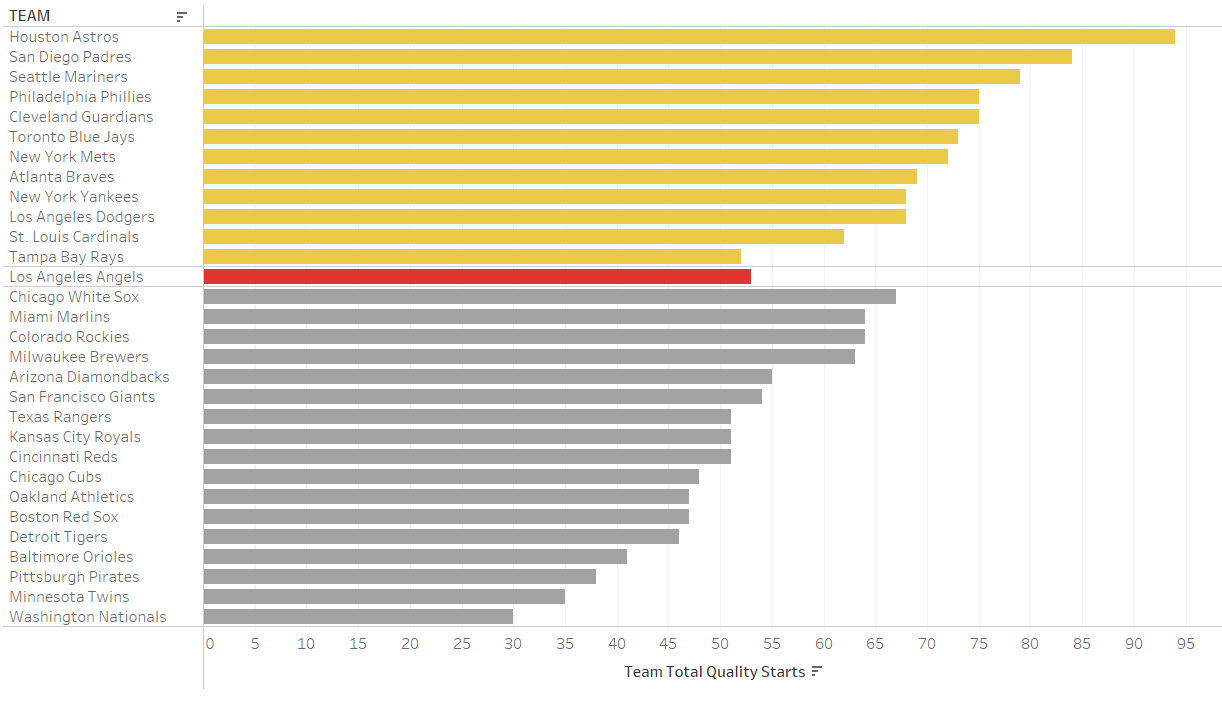 TEAM
Houston Astros
San Diego Padres
Seattle Mariners
Philadelphia Phillies
Cleveland Guardians
Toronto Blue Jays
New York Mets
Atlanta Braves
New York Yankees
Los Angeles Dodgers
St. Louis Cardinals
Tampa Bay Rays
Los Angeles Angels
Chicago White Sox
Miami Marlins
Colorado Rockies
Milwaukee Brewers
Arizona Diamondbacks
San Francisco Giants
Texas Rangers
Kansas City Royals
Cincinnati Reds
Chicago Cubs
Oakland Athletics
Boston Red Sox
Detroit Tigers
Baltimore Orioles
Pittsburgh Pirates
Minnesota Twins
Washington Nationals
0 5 10 15 20 25 30 35 40 45 50 55 60 65 70 75 80 85 90 95
Team Total Quality Starts